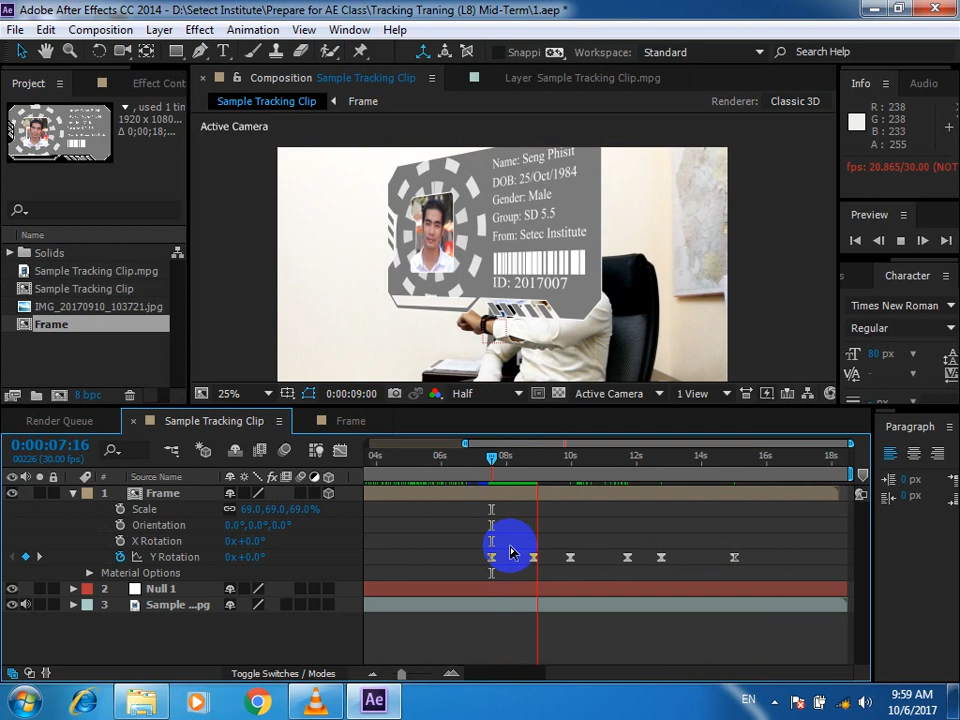 Adobe After Effects CC 2014 - D:\Setect Institute\Prepare for AE Class\Tracking Traning (L8) Mid-Term\1.aep *
File Edit Composition Layer Effect Animation View Window Help
Snappi Workspace: Standard Search Help
Project Effect Cont
, used 1 tin
1920 x 1080...
Δ 0;00;18;...
Name
Solids
Sample Tracking Clip.mpg
Sample Tracking Clip
IMG_20170910_103721.jpg
Frame
8 bpc
Composition Sample Tracking Clip Layer Sample Tracking Clip.mpg
Sample Tracking Clip Frame Renderer: Classic 3D
Active Camera
Name: Seng Phisit
DOB: 25/Oct/1984
Gender: Male
Group: SD 5.5
From: Setec Institute
ID: 2017007
25% 0:00:09:00 Half Active Camera 1 View
Info Audio
R : 238
G : 238
B : 233
A : 255
fps: 20.865/30.00 (NOT
Preview
Character
Times New Roman
Regular
80 px
Paragraph
0 px
0 px
Render Queue Sample Tracking Clip Frame
0:00:07:16
00226 (30.00 fps)
# Source Name
04s 06s 08s 10s 12s 14s 16s 18s
1 Frame
Scale 69.0,69.0,69.0%
Orientation 0.0°,0.0°,0.0°
X Rotation 0x+0.0°
Y Rotation 0x+0.0°
Material Options
2 Null 1
3 Sample ...pg
Toggle Switches / Modes
EN 9:59 AM
10/6/2017